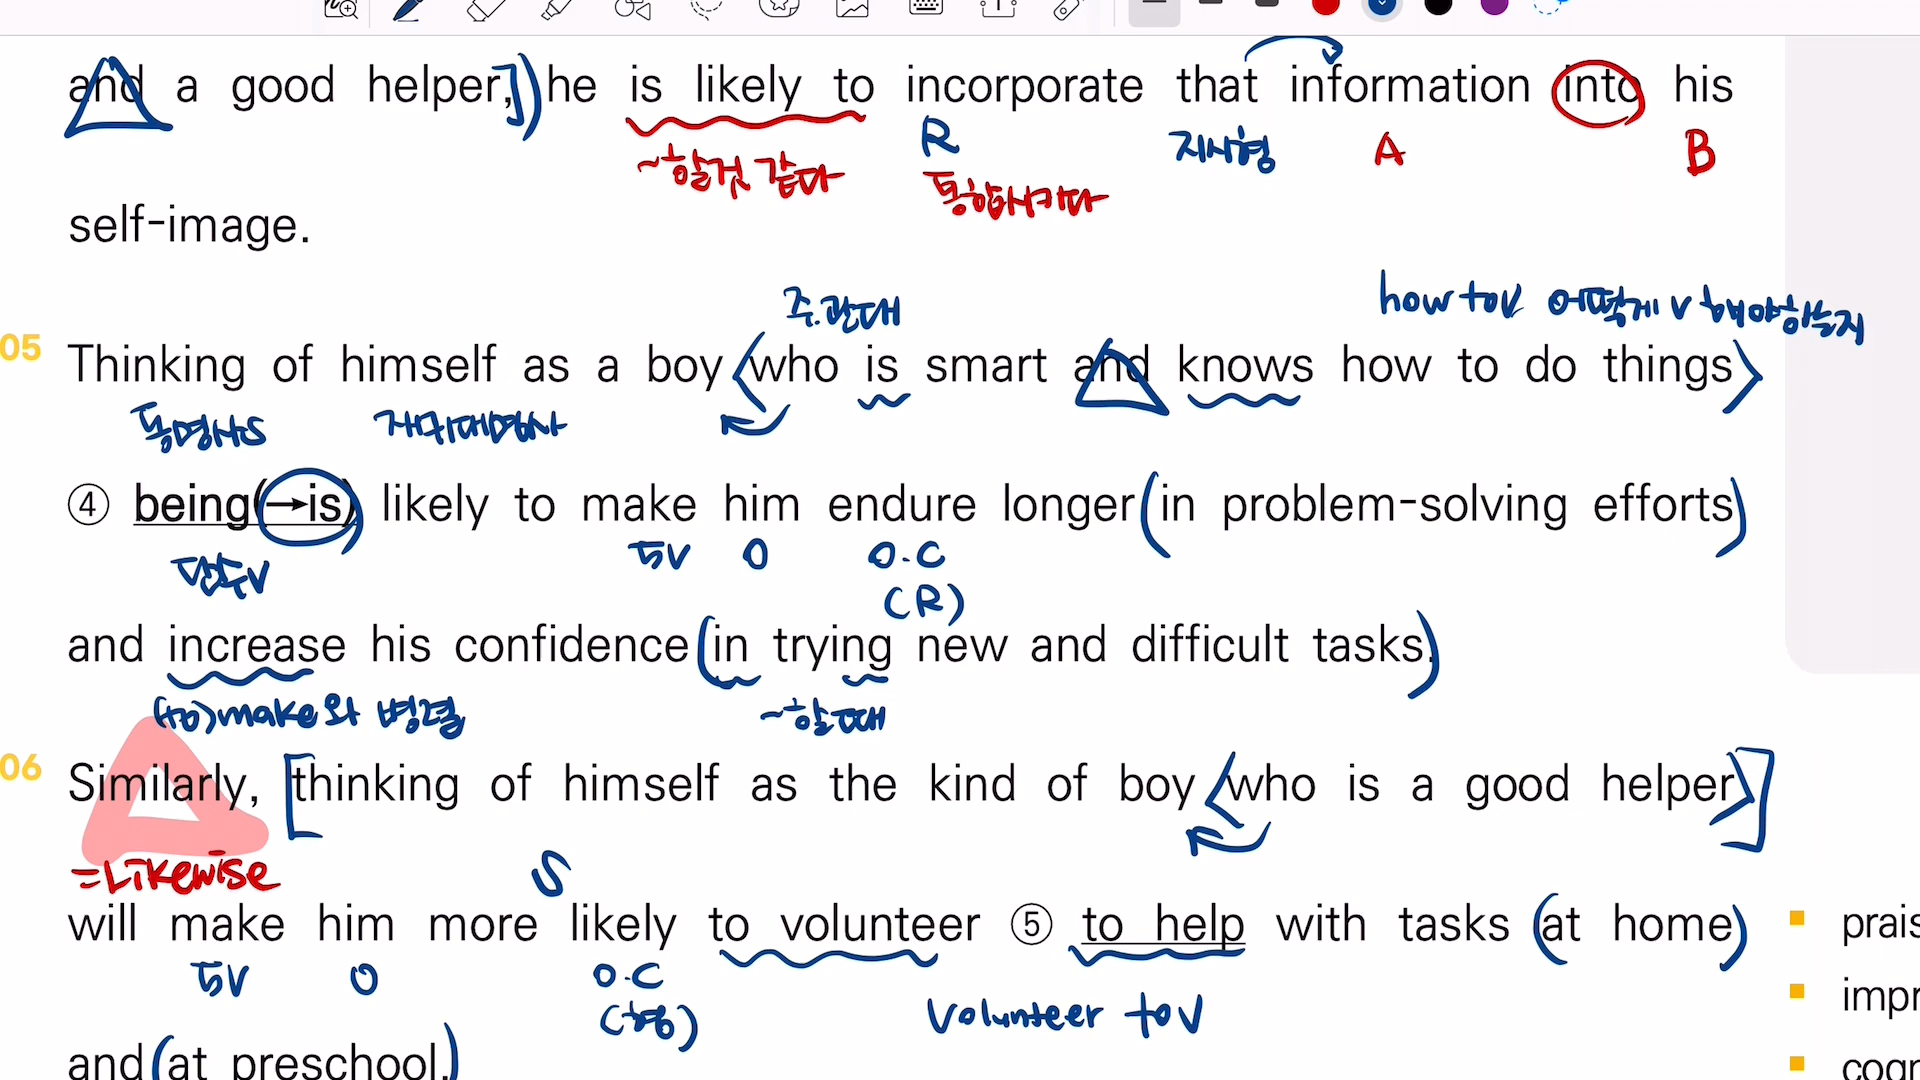 and a good helper,]) he is likely to incorporate that information into his
R
지시형
A
B
~할것 같다
통합시키다
self-image.
주.관대
how to V 어떻게 V 해야하는지
05 Thinking of himself as a boy <who is smart and knows how to do things>
동명사S
재귀대명사
④ being(→is) likely to make him endure longer (in problem-solving efforts)
단수V
5V
O
O.C
(R)
and increase his confidence (in trying new and difficult tasks.)
(to) make와 병렬
~할 때
06 Similarly, [thinking of himself as the kind of boy <who is a good helper>]
=Likewise
S
will make him more likely to volunteer ⑤ to help with tasks (at home)
5V
O
O.C
(형)
volunteer to V
and (at preschool.)
■ prais
■ impr
■ cogn